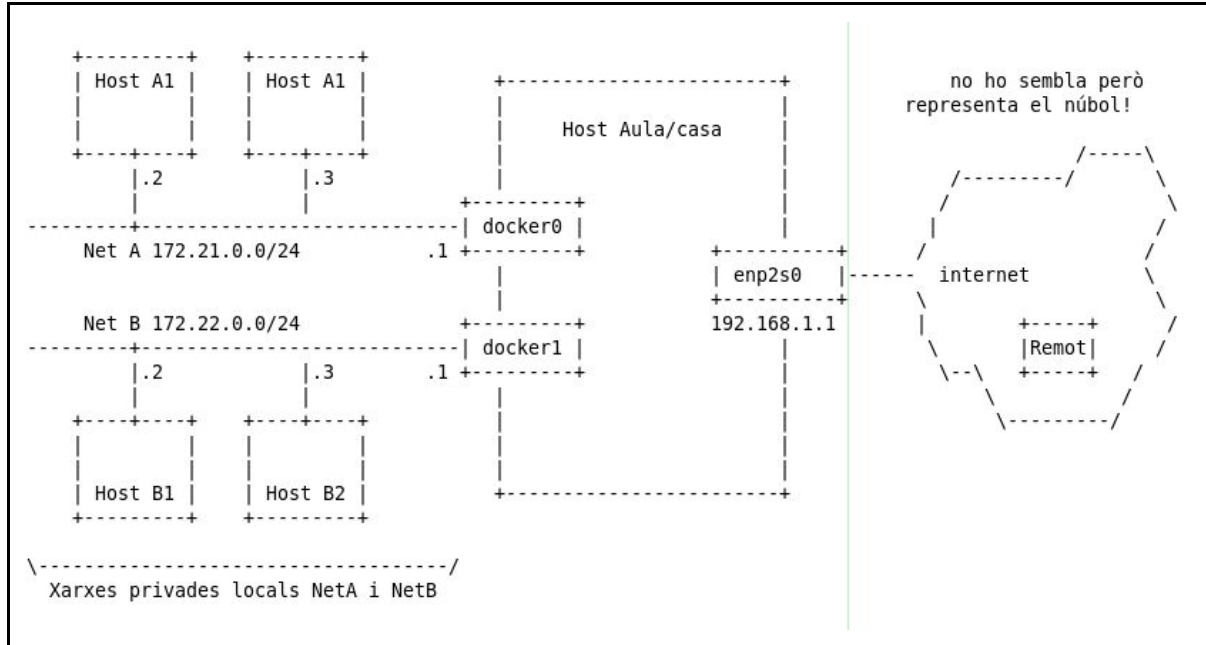 Host A1 Host A1
no ho sembla però
representa el núbol!
Host Aula/casa
.2 .3
docker0
Net A 172.21.0.0/24 .1
enp2s0 internet
Net B 172.22.0.0/24 192.168.1.1
docker1 Remot
.2 .3 .1
Host B1 Host B2
Xarxes privades locals NetA i NetB